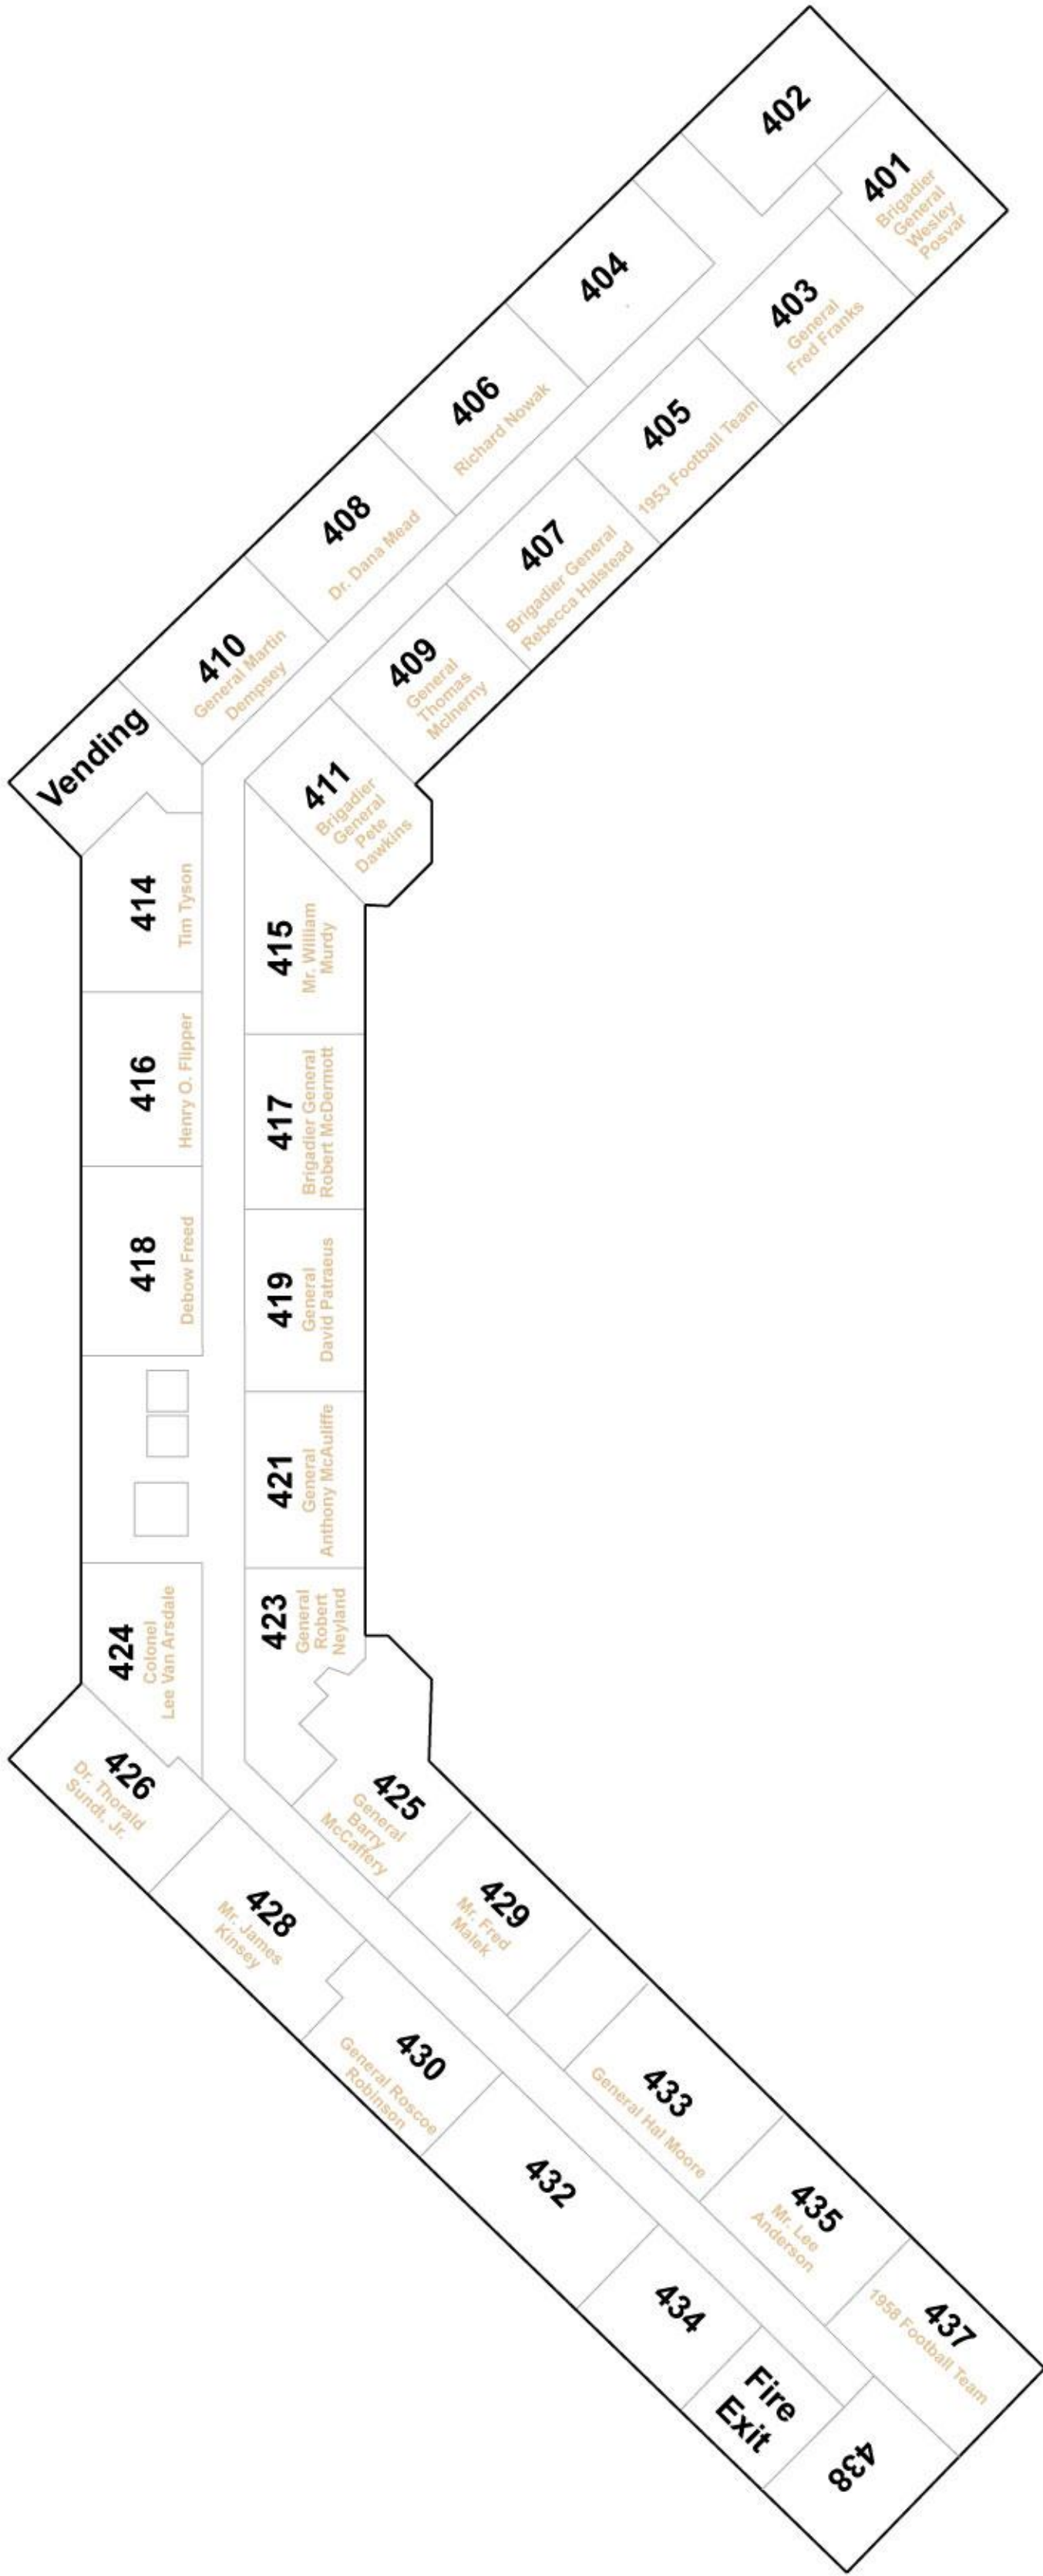 402
401
Brigadier
General
Wesley
Posvar
404
403
General
Fred Franks
406
Richard Nowak
405
1953 Football Team
408
Dr. Dana Mead
407
Brigadier General
Rebecca Halstead
410
General Martin
Dempsey
409
General
Thomas
McInerny
Vending
411
Brigadier
General
Pete
Dawkins
414
Tim Tyson
415
Mr. William
Murdy
416
Henry O. Flipper
417
Brigadier General
Robert McDermott
418
Debow Freed
419
General
David Patraeus
421
General
Anthony McAuliffe
424
Colonel
Lee Van Arsdale
423
General
Robert
Neyland
426
Dr. Thorald
Sundt, Jr.
425
General
Barry
McCaffery
428
Mr. James
Kinsey
429
Mr. Fred
Malek
430
General Roscoe
Robinson
433
General Hal Moore
432
435
Mr. Lee
Anderson
434
437
1958 Football Team
Fire
Exit
438